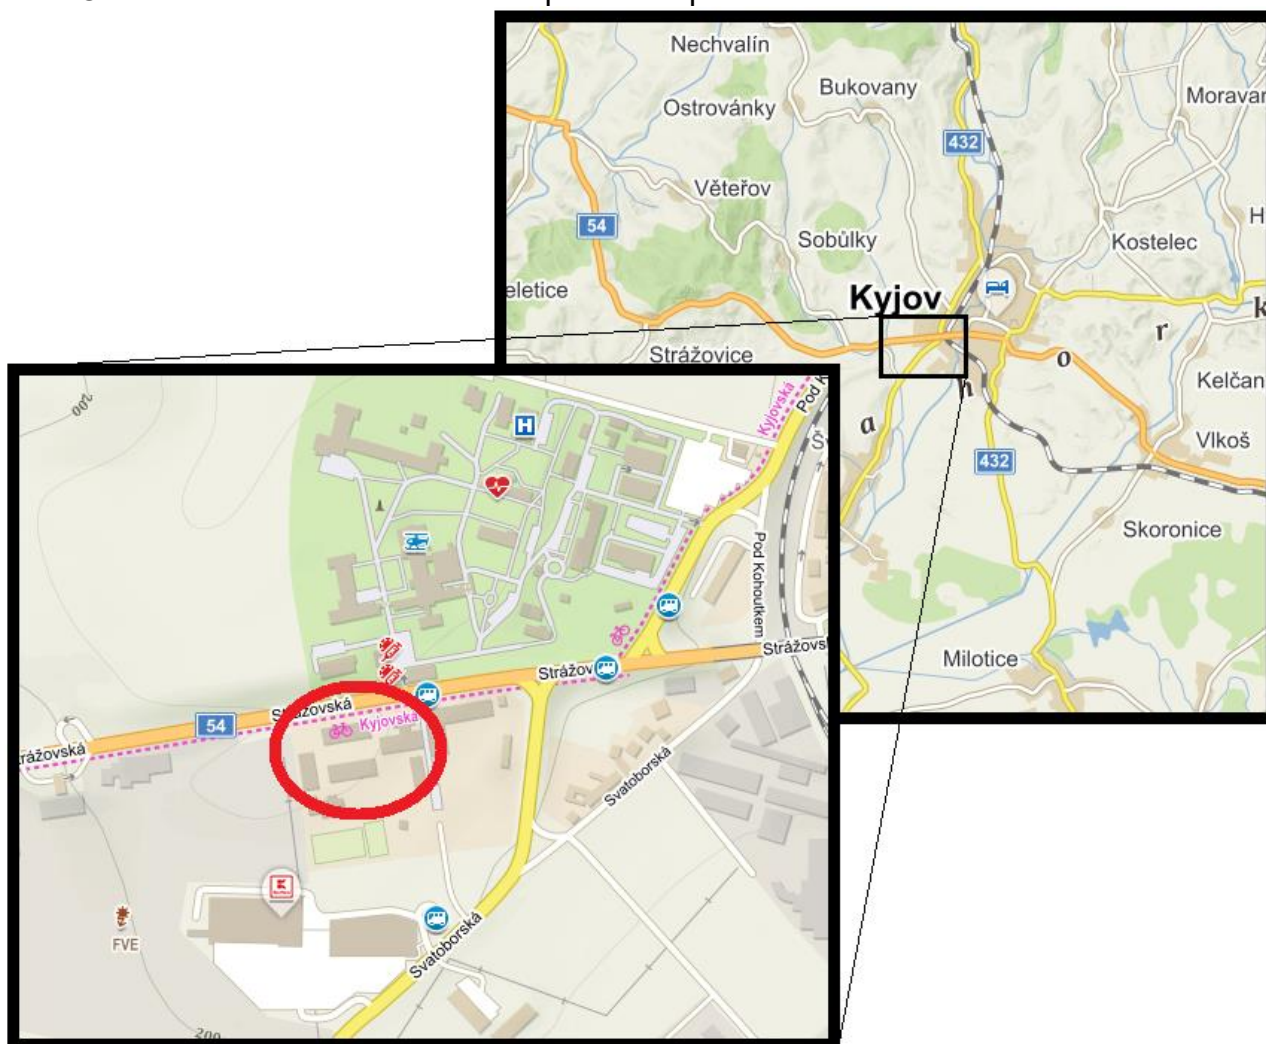 Nechvalín
Bukovany
Ostrovánky
Moravan
432
Věteřov
54
Sobůlky
Kostelec
H
eletice
Kyjov
k
r
Strážovice
o
h
Kelčan
a
Vlkoš
432
Skoronice
Milotice
200
Kyjovská
Pod K
H
Pod Kohoutkem
Strážovs
Strážov
Strážovská
54
Kyjovská
trážovská
Svatoborská
K
FVE
Svatoborská
200